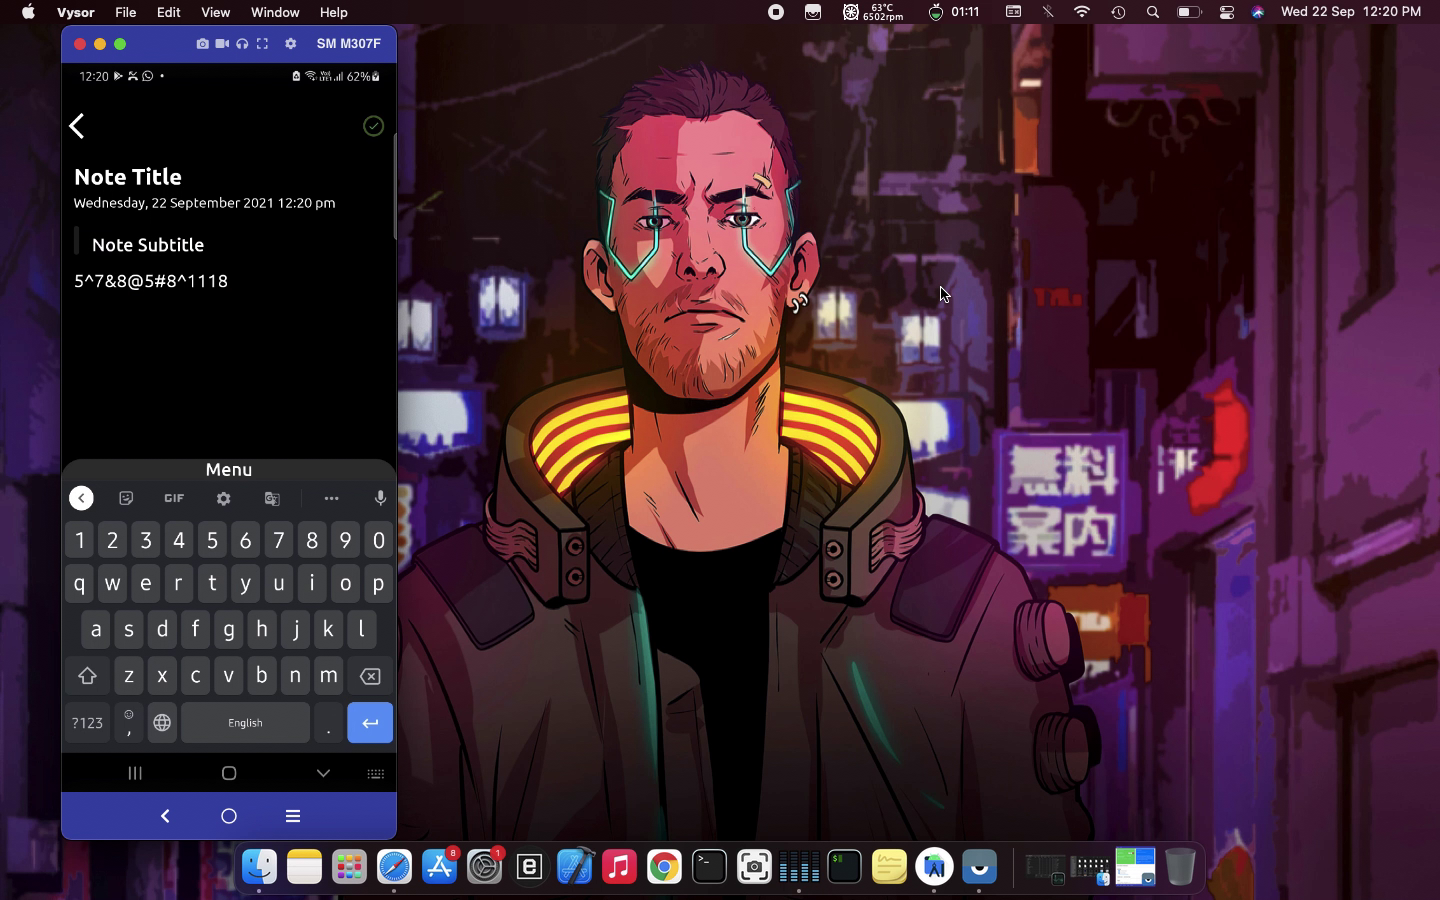 Vysor File Edit View Window Help
63°C
6502rpm
01:11
Wed 22 Sep 12:20 PM
SM M307F
12:20
62%
Note Title
Wednesday, 22 September 2021 12:20 pm
Note Subtitle
5^7&8@5#8^1118
Menu
GIF
1 2 3 4 5 6 7 8 9 0
q w e r t y u i o p
a s d f g h j k l
z x c v b n m
?123 , English .
無料
案内
8
1